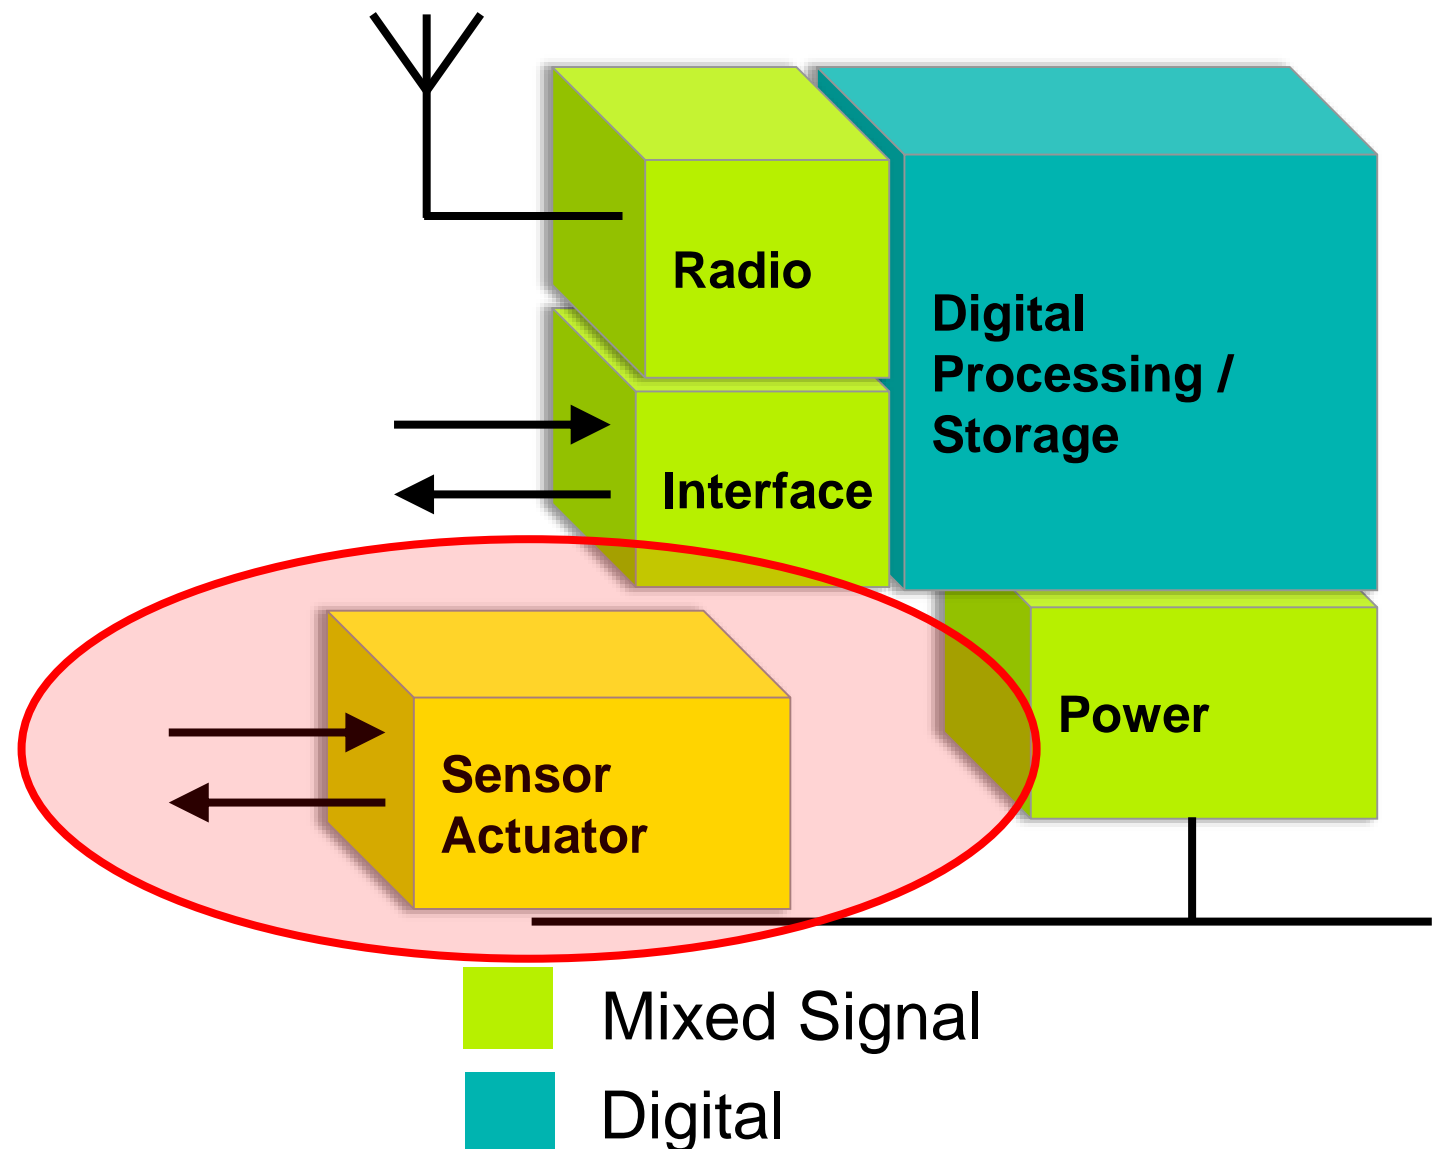 Radio
Digital
Processing /
Storage
Interface
Sensor
Actuator
Power
Mixed Signal
Digital